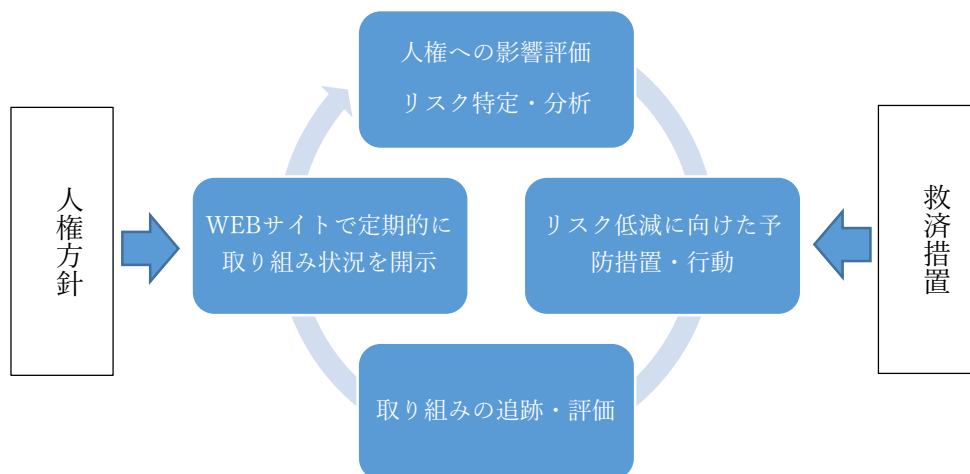 人権への影響評価
リスク特定・分析
人権方針
WEBサイトで定期的に
取り組み状況を開示
リスク低減に向けた予
防措置・行動
救済措置
取り組みの追跡・評価